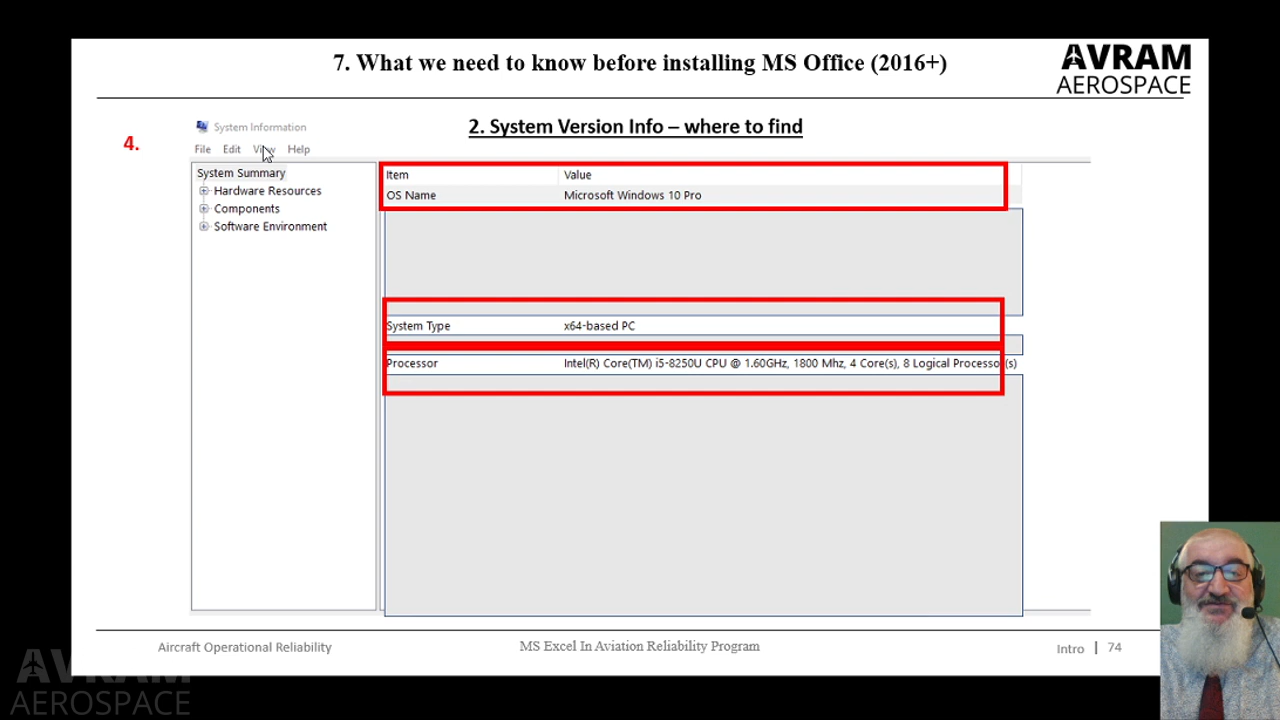 7. What we need to know before installing MS Office (2016+)
AVRAM
AEROSPACE
2. System Version Info – where to find
4.
System Information
File Edit View Help
System Summary
Hardware Resources
Components
Software Environment
Item Value
OS Name Microsoft Windows 10 Pro
System Type x64-based PC
Processor Intel(R) Core(TM) i5-8250U CPU @ 1.60GHz, 1800 Mhz, 4 Core(s), 8 Logical Processor(s)
Aircraft Operational Reliability
MS Excel In Aviation Reliability Program
Intro | 74
AVRAM
AEROSPACE